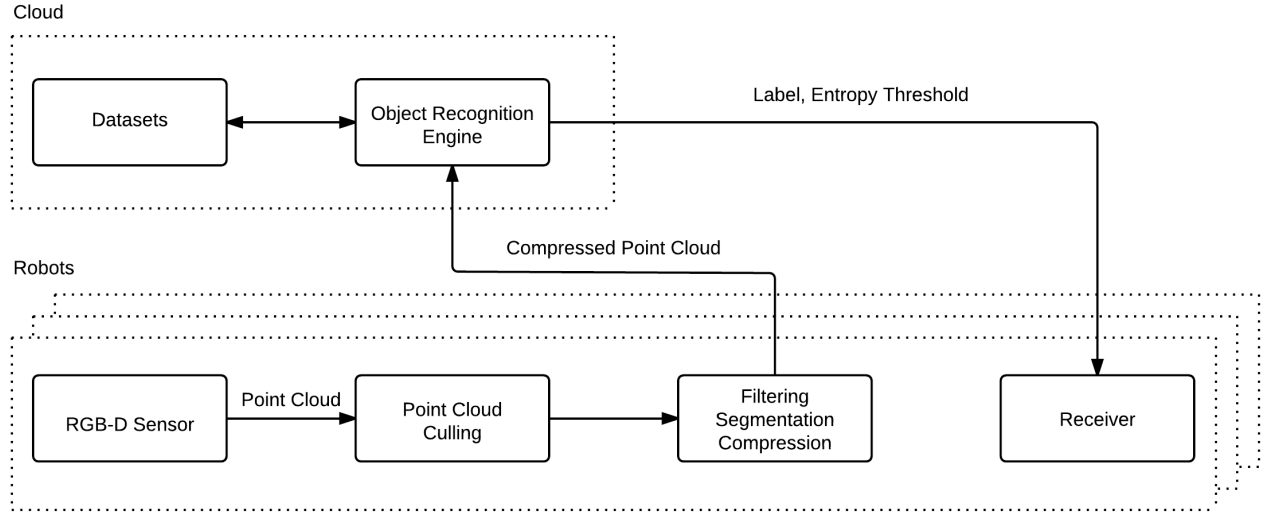 Cloud
Datasets
Object Recognition
Engine
Label, Entropy Threshold
Compressed Point Cloud
Robots
RGB-D Sensor
Point Cloud
Point Cloud
Culling
Filtering
Segmentation
Compression
Receiver